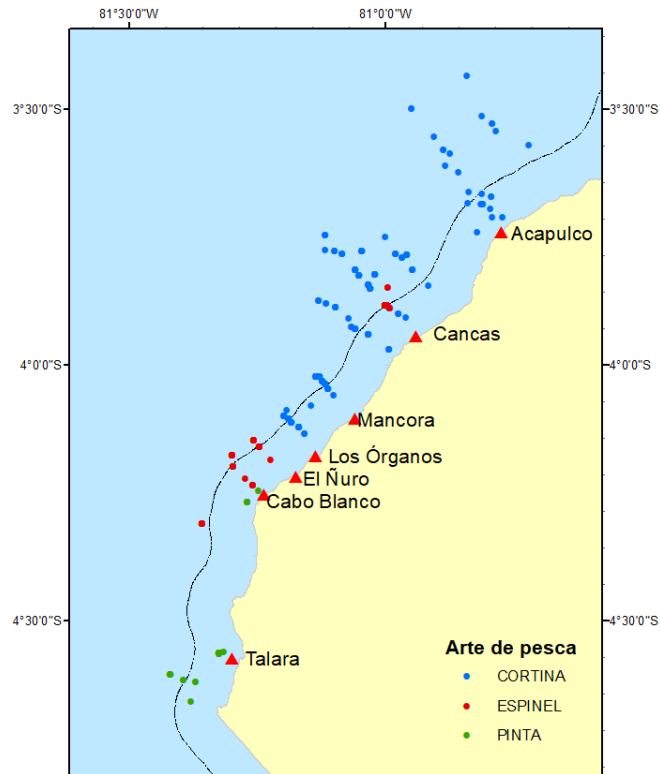 81°30'0"W 81°0'0"W
3°30'0"S 3°30'0"S
Acapulco
Cancas
4°0'0"S 4°0'0"S
Mancora
Los Órganos
El Ñuro
Cabo Blanco
4°30'0"S 4°30'0"S
Talara
Arte de pesca
CORTINA
ESPINEL
PINTA